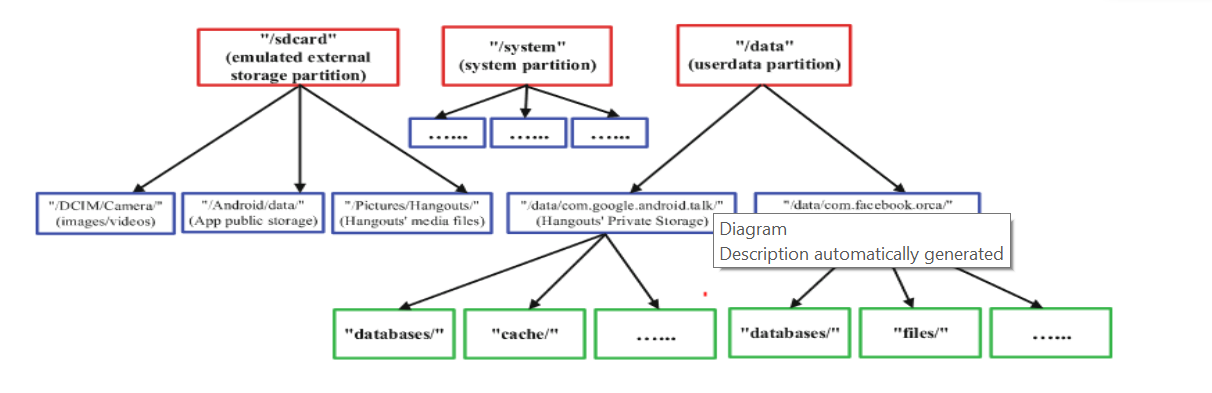 "/sdcard"
(emulated external
storage partition)
"/system"
(system partition)
"/data"
(userdata partition)
…...
…...
…...
"/DCIM/Camera/"
(images/videos)
"/Android/data/"
(App public storage)
"/Pictures/Hangouts/"
(Hangouts' media files)
"/data/com.google.android.talk/"
(Hangouts' Private Storage)
"/data/com.facebook.orca/"
Diagram
Description automatically generated
"databases/"
"cache/"
…...
"databases/"
"files/"
…...